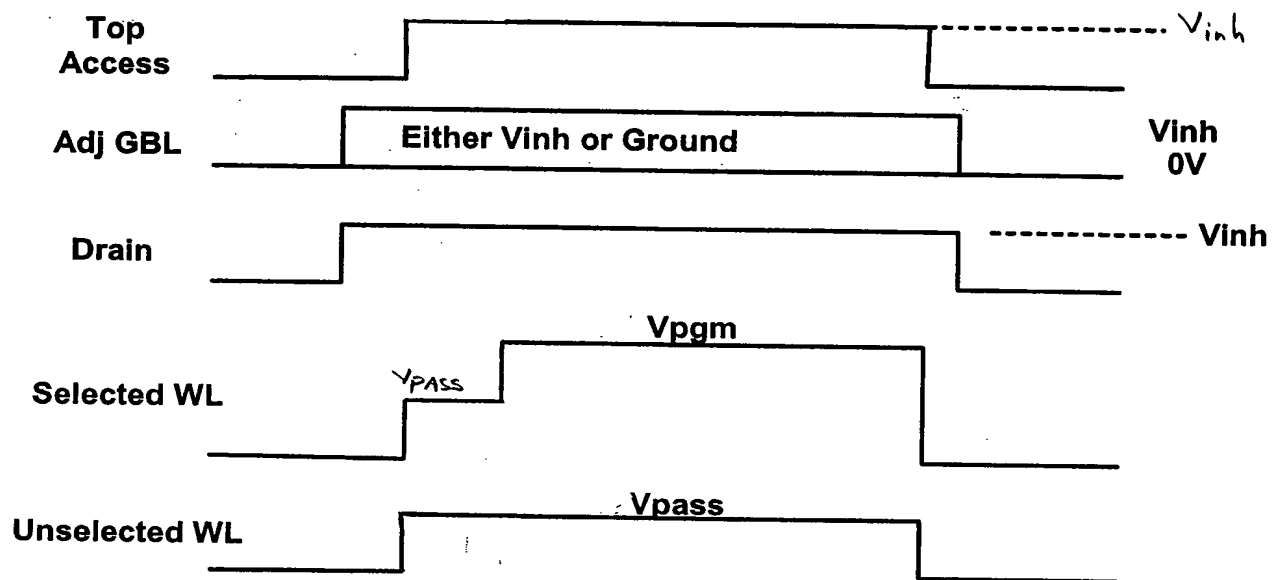 Top
Access
Vinh
Adj GBL
Either Vinh or Ground
Vinh
0V
Drain
Vinh
Vpgm
VPASS
Selected WL
Vpass
Unselected WL